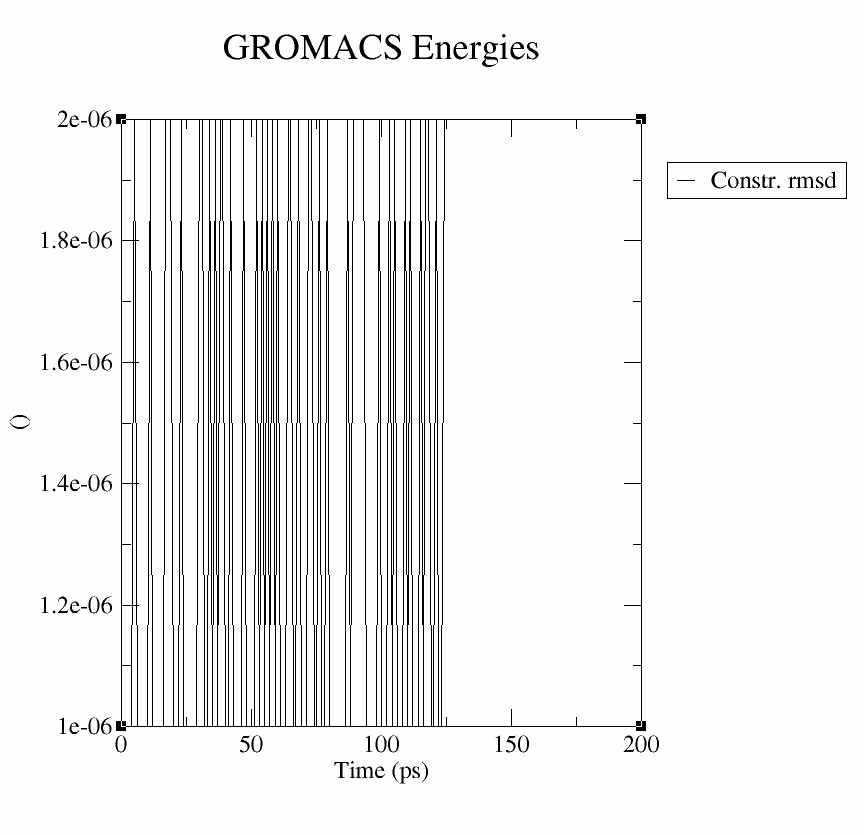 GROMACS Energies
2e-06
1.8e-06
1.6e-06
1.4e-06
1.2e-06
1e-06
()
0 50 100 150 200
Time (ps)
Constr. rmsd